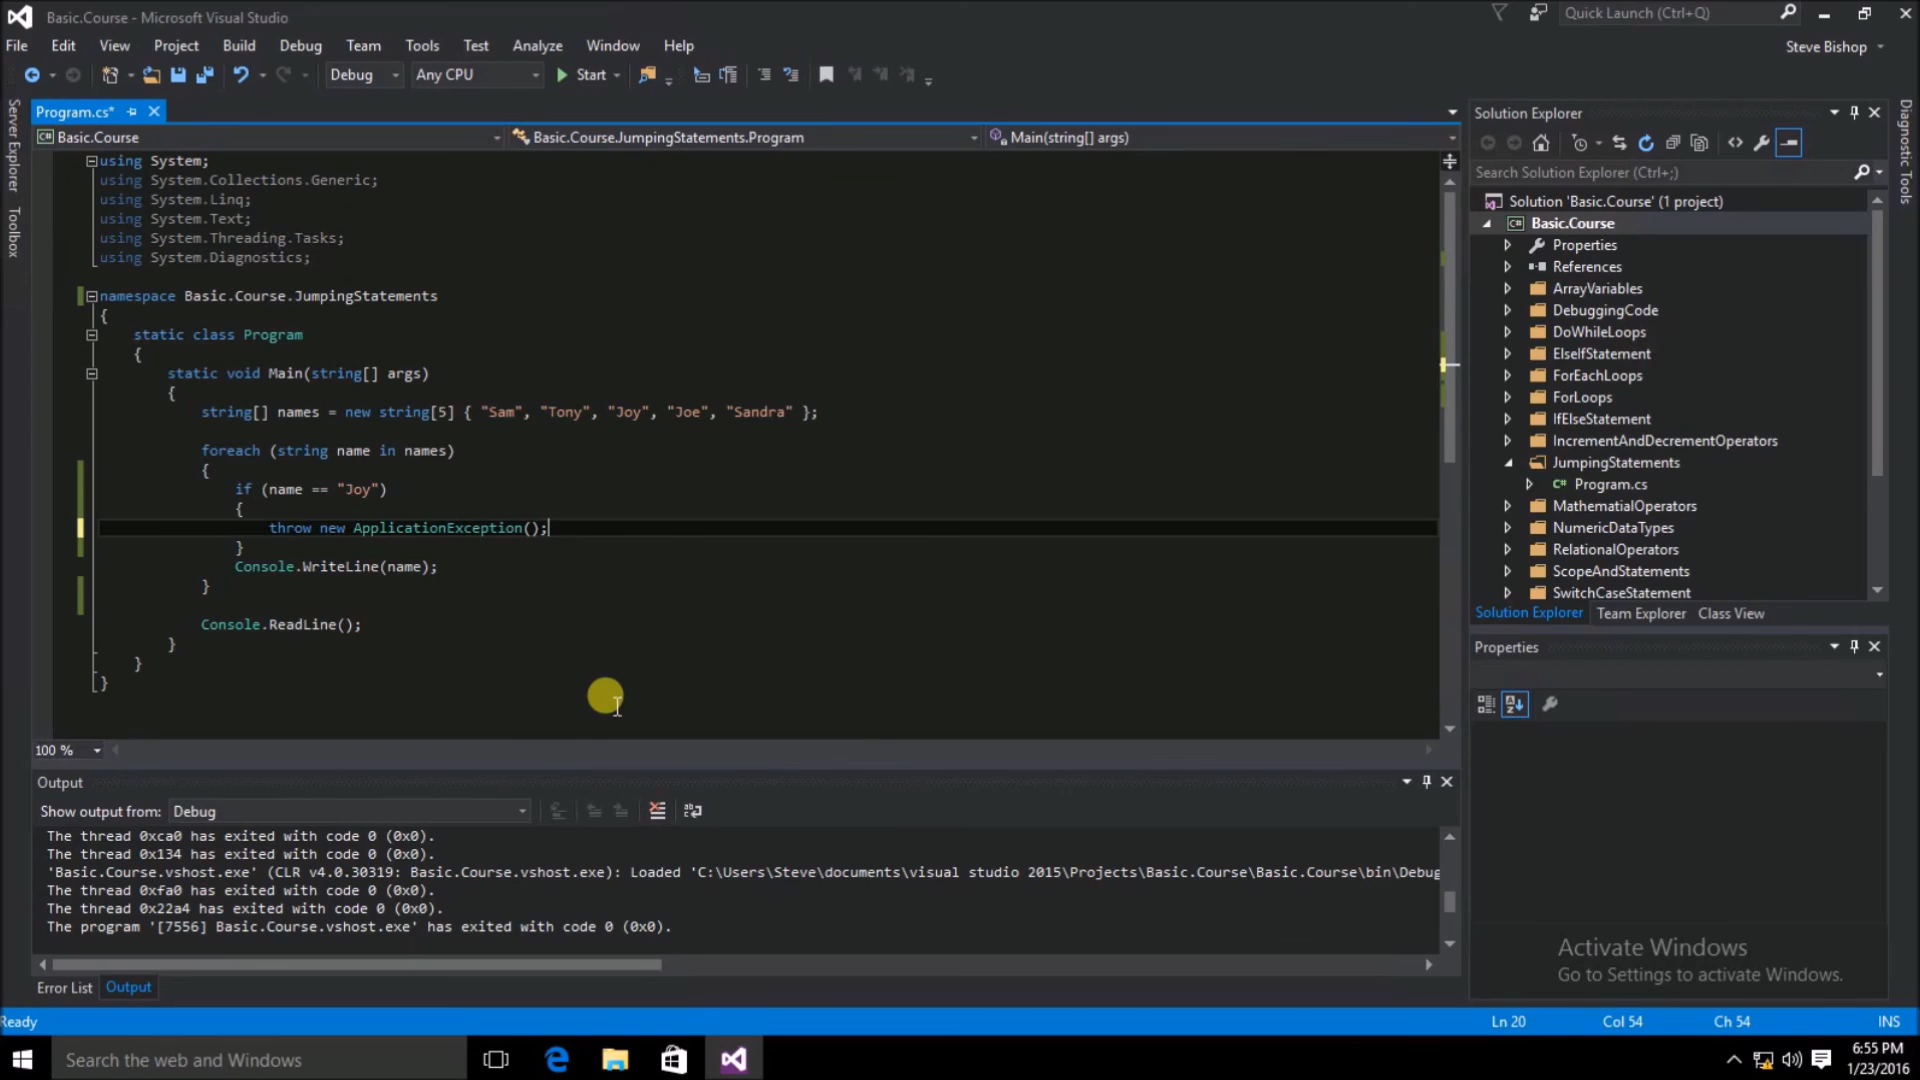 Basic.Course - Microsoft Visual Studio
Quick Launch (Ctrl+Q)
File Edit View Project Build Debug Team Tools Test Analyze Window Help
Steve Bishop
Debug Any CPU Start
Server Explorer
Toolbox
Program.cs*
Basic.Course
Basic.Course.JumpingStatements.Program
Main(string[] args)
using System;
using System.Collections.Generic;
using System.Linq;
using System.Text;
using System.Threading.Tasks;
using System.Diagnostics;
namespace Basic.Course.JumpingStatements
{
static class Program
{
static void Main(string[] args)
{
string[] names = new string[5] { "Sam", "Tony", "Joy", "Joe", "Sandra" };
foreach (string name in names)
{
if (name == "Joy")
{
throw new ApplicationException();
}
Console.WriteLine(name);
}
Console.ReadLine();
}
}
}
100 %
Output
Show output from: Debug
The thread 0xca0 has exited with code 0 (0x0).
The thread 0x134 has exited with code 0 (0x0).
'Basic.Course.vshost.exe' (CLR v4.0.30319: Basic.Course.vshost.exe): Loaded 'C:\Users\Steve\documents\visual studio 2015\Projects\Basic.Course\Basic.Course\bin\Debug
The thread 0xfa0 has exited with code 0 (0x0).
The thread 0x22a4 has exited with code 0 (0x0).
The program '[7556] Basic.Course.vshost.exe' has exited with code 0 (0x0).
Error List Output
Solution Explorer
Search Solution Explorer (Ctrl+;)
Solution 'Basic.Course' (1 project)
Basic.Course
Properties
References
ArrayVariables
DebuggingCode
DoWhileLoops
ElseIfStatement
ForEachLoops
ForLoops
IfElseStatement
IncrementAndDecrementOperators
JumpingStatements
Program.cs
MathematialOperators
NumericDataTypes
RelationalOperators
ScopeAndStatements
SwitchCaseStatement
Solution Explorer Team Explorer Class View
Properties
Diagnostic Tools
Activate Windows
Go to Settings to activate Windows.
Ready
Ln 20 Col 54 Ch 54 INS
Search the web and Windows
6:55 PM
1/23/2016